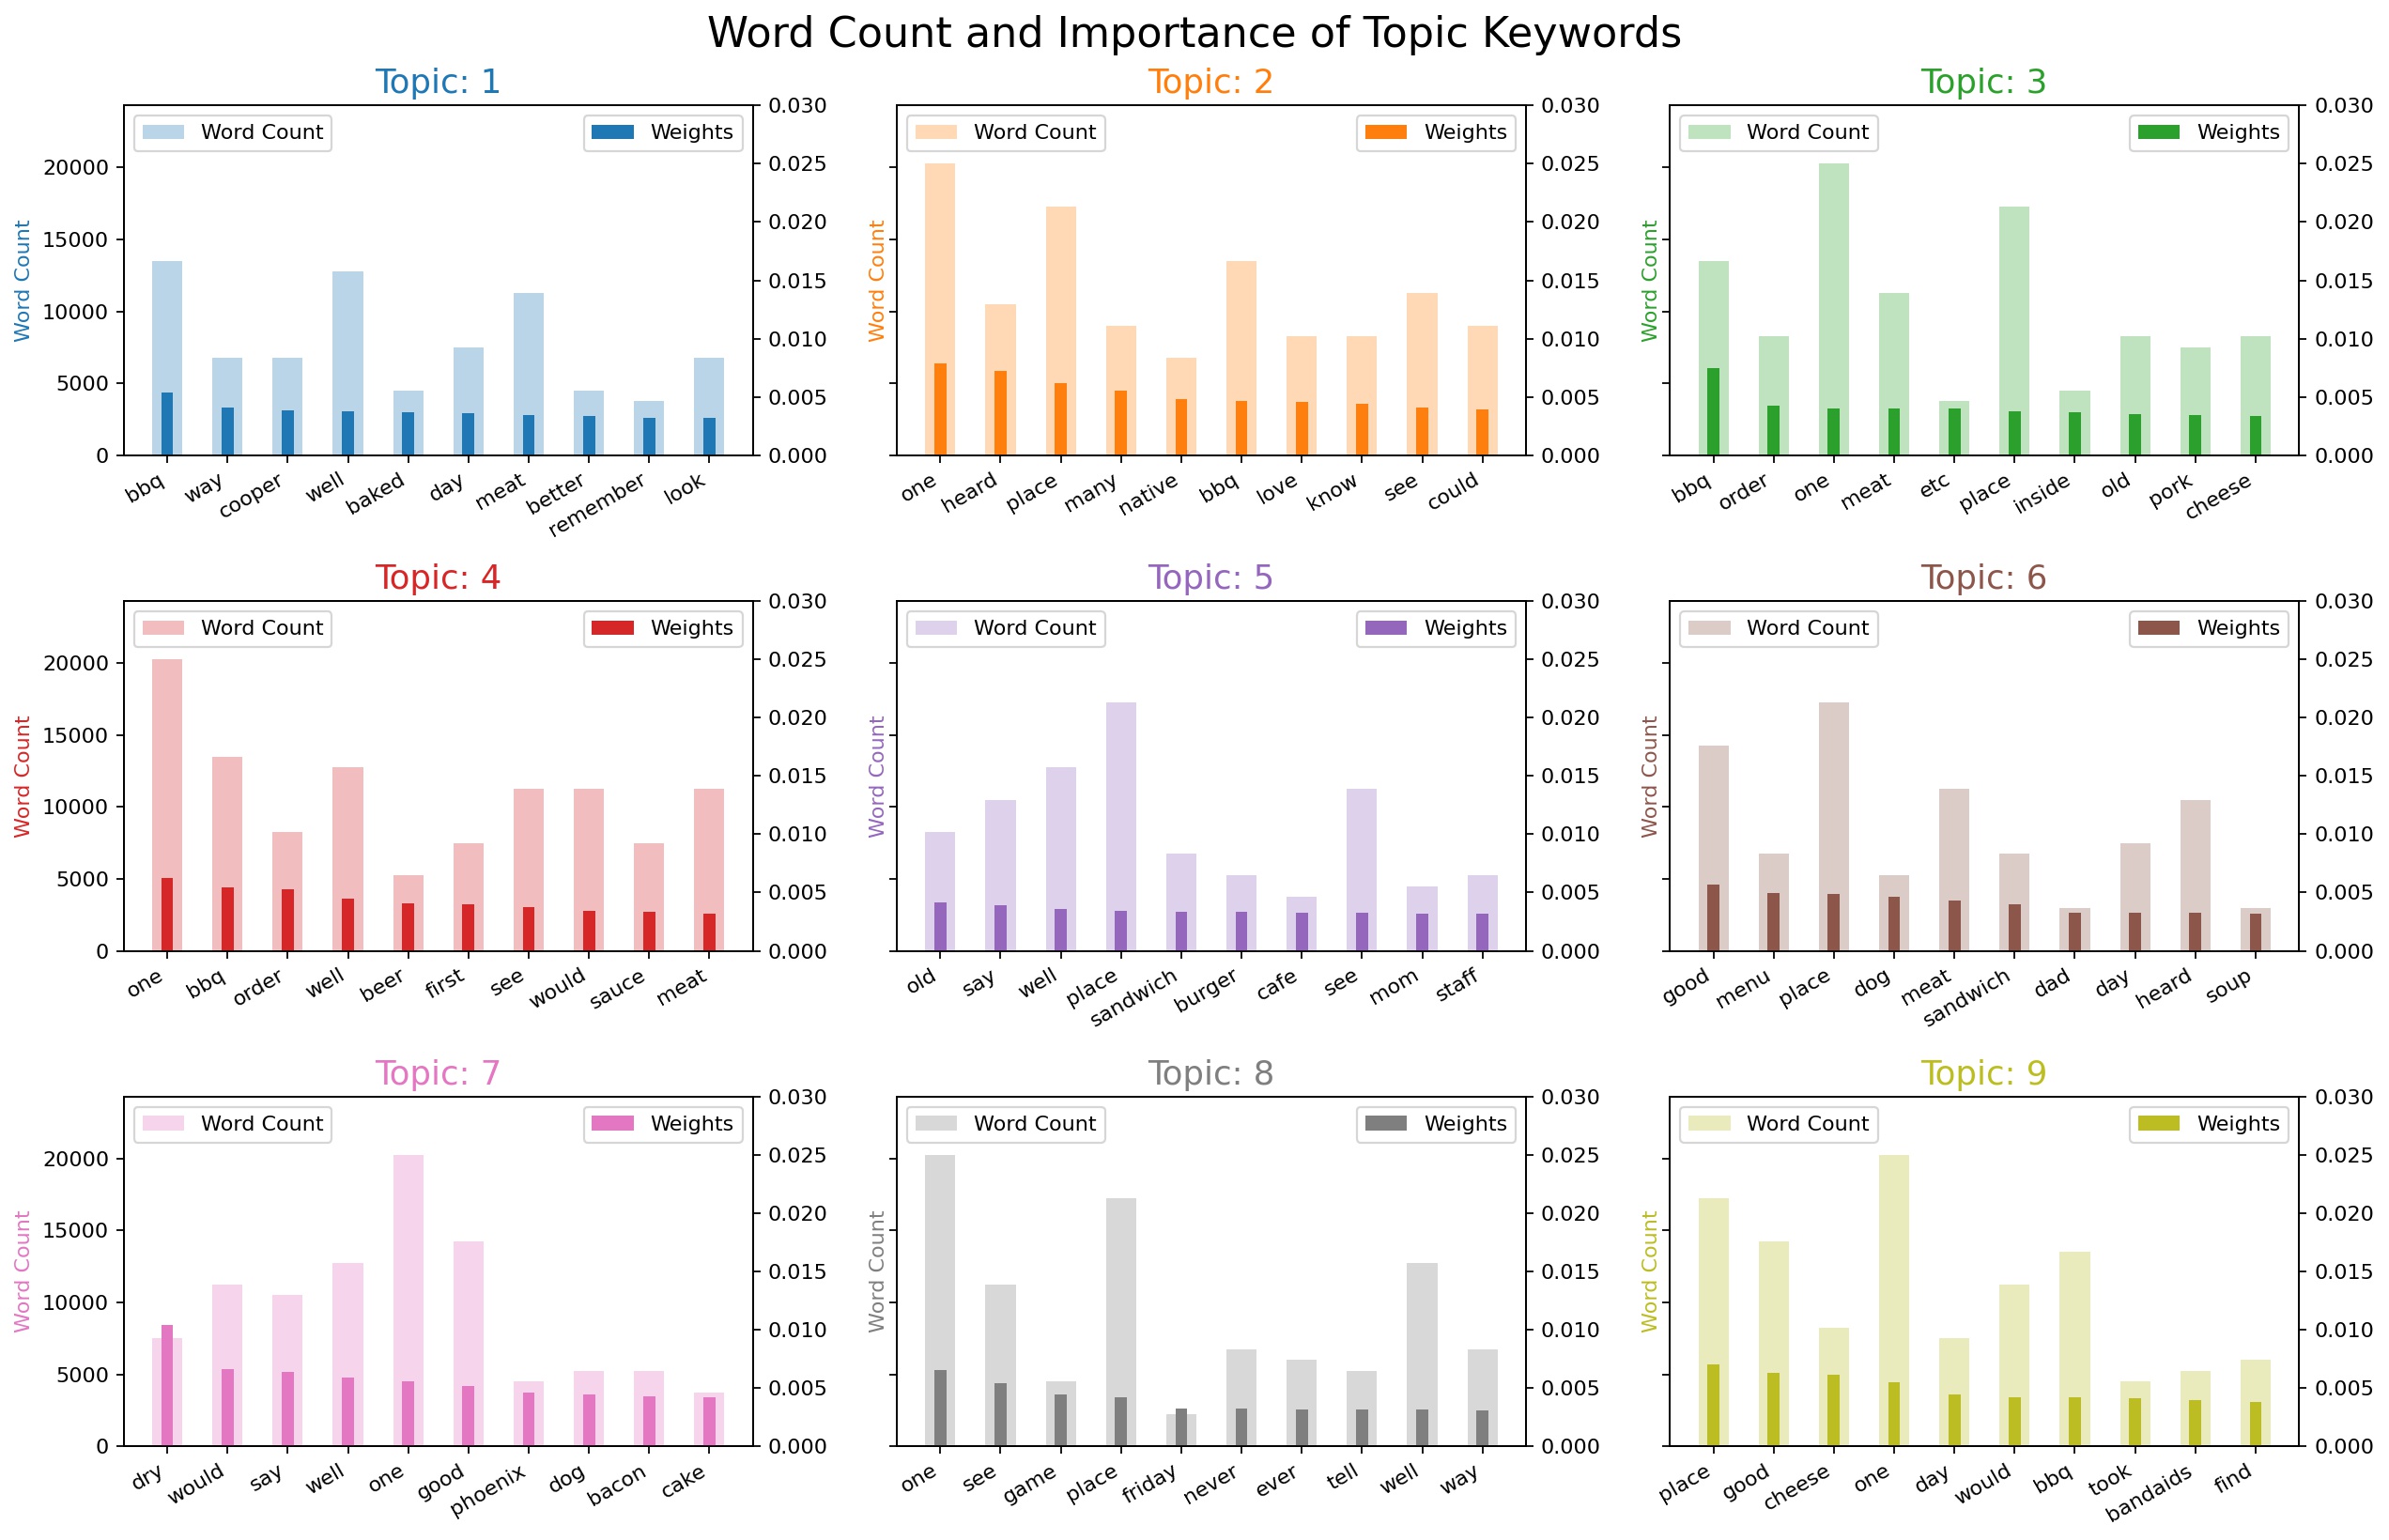 Word Count and Importance of Topic Keywords
Topic: 1
Topic: 2
Topic: 3
Word Count
Weights
0.030
Word Count
Weights
0.030
Word Count
Weights
0.030
20000
0.025
0.025
0.025
0.020
0.020
0.020
15000
0.015
0.015
0.015
10000
0.010
0.010
0.010
5000
0.005
0.005
0.005
0
0.000
0.000
0.000
Word Count
Word Count
Word Count
bbq way cooper well baked day meat better remember look
one heard place many native bbq love know see could
bbq order one meat etc place inside old pork cheese
Topic: 4
Topic: 5
Topic: 6
Word Count
Weights
0.030
Word Count
Weights
0.030
Word Count
Weights
0.030
20000
0.025
0.025
0.025
0.020
0.020
0.020
15000
0.015
0.015
0.015
10000
0.010
0.010
0.010
5000
0.005
0.005
0.005
0
0.000
0.000
0.000
Word Count
Word Count
Word Count
one bbq order well beer first see would sauce meat
old say well place sandwich burger cafe see mom staff
good menu place dog meat sandwich dad day heard soup
Topic: 7
Topic: 8
Topic: 9
Word Count
Weights
0.030
Word Count
Weights
0.030
Word Count
Weights
0.030
20000
0.025
0.025
0.025
0.020
0.020
0.020
15000
0.015
0.015
0.015
10000
0.010
0.010
0.010
5000
0.005
0.005
0.005
0
0.000
0.000
0.000
Word Count
Word Count
Word Count
dry would say well one good phoenix dog bacon cake
one see game place friday never ever tell well way
place good cheese one day would bbq took bandaids find